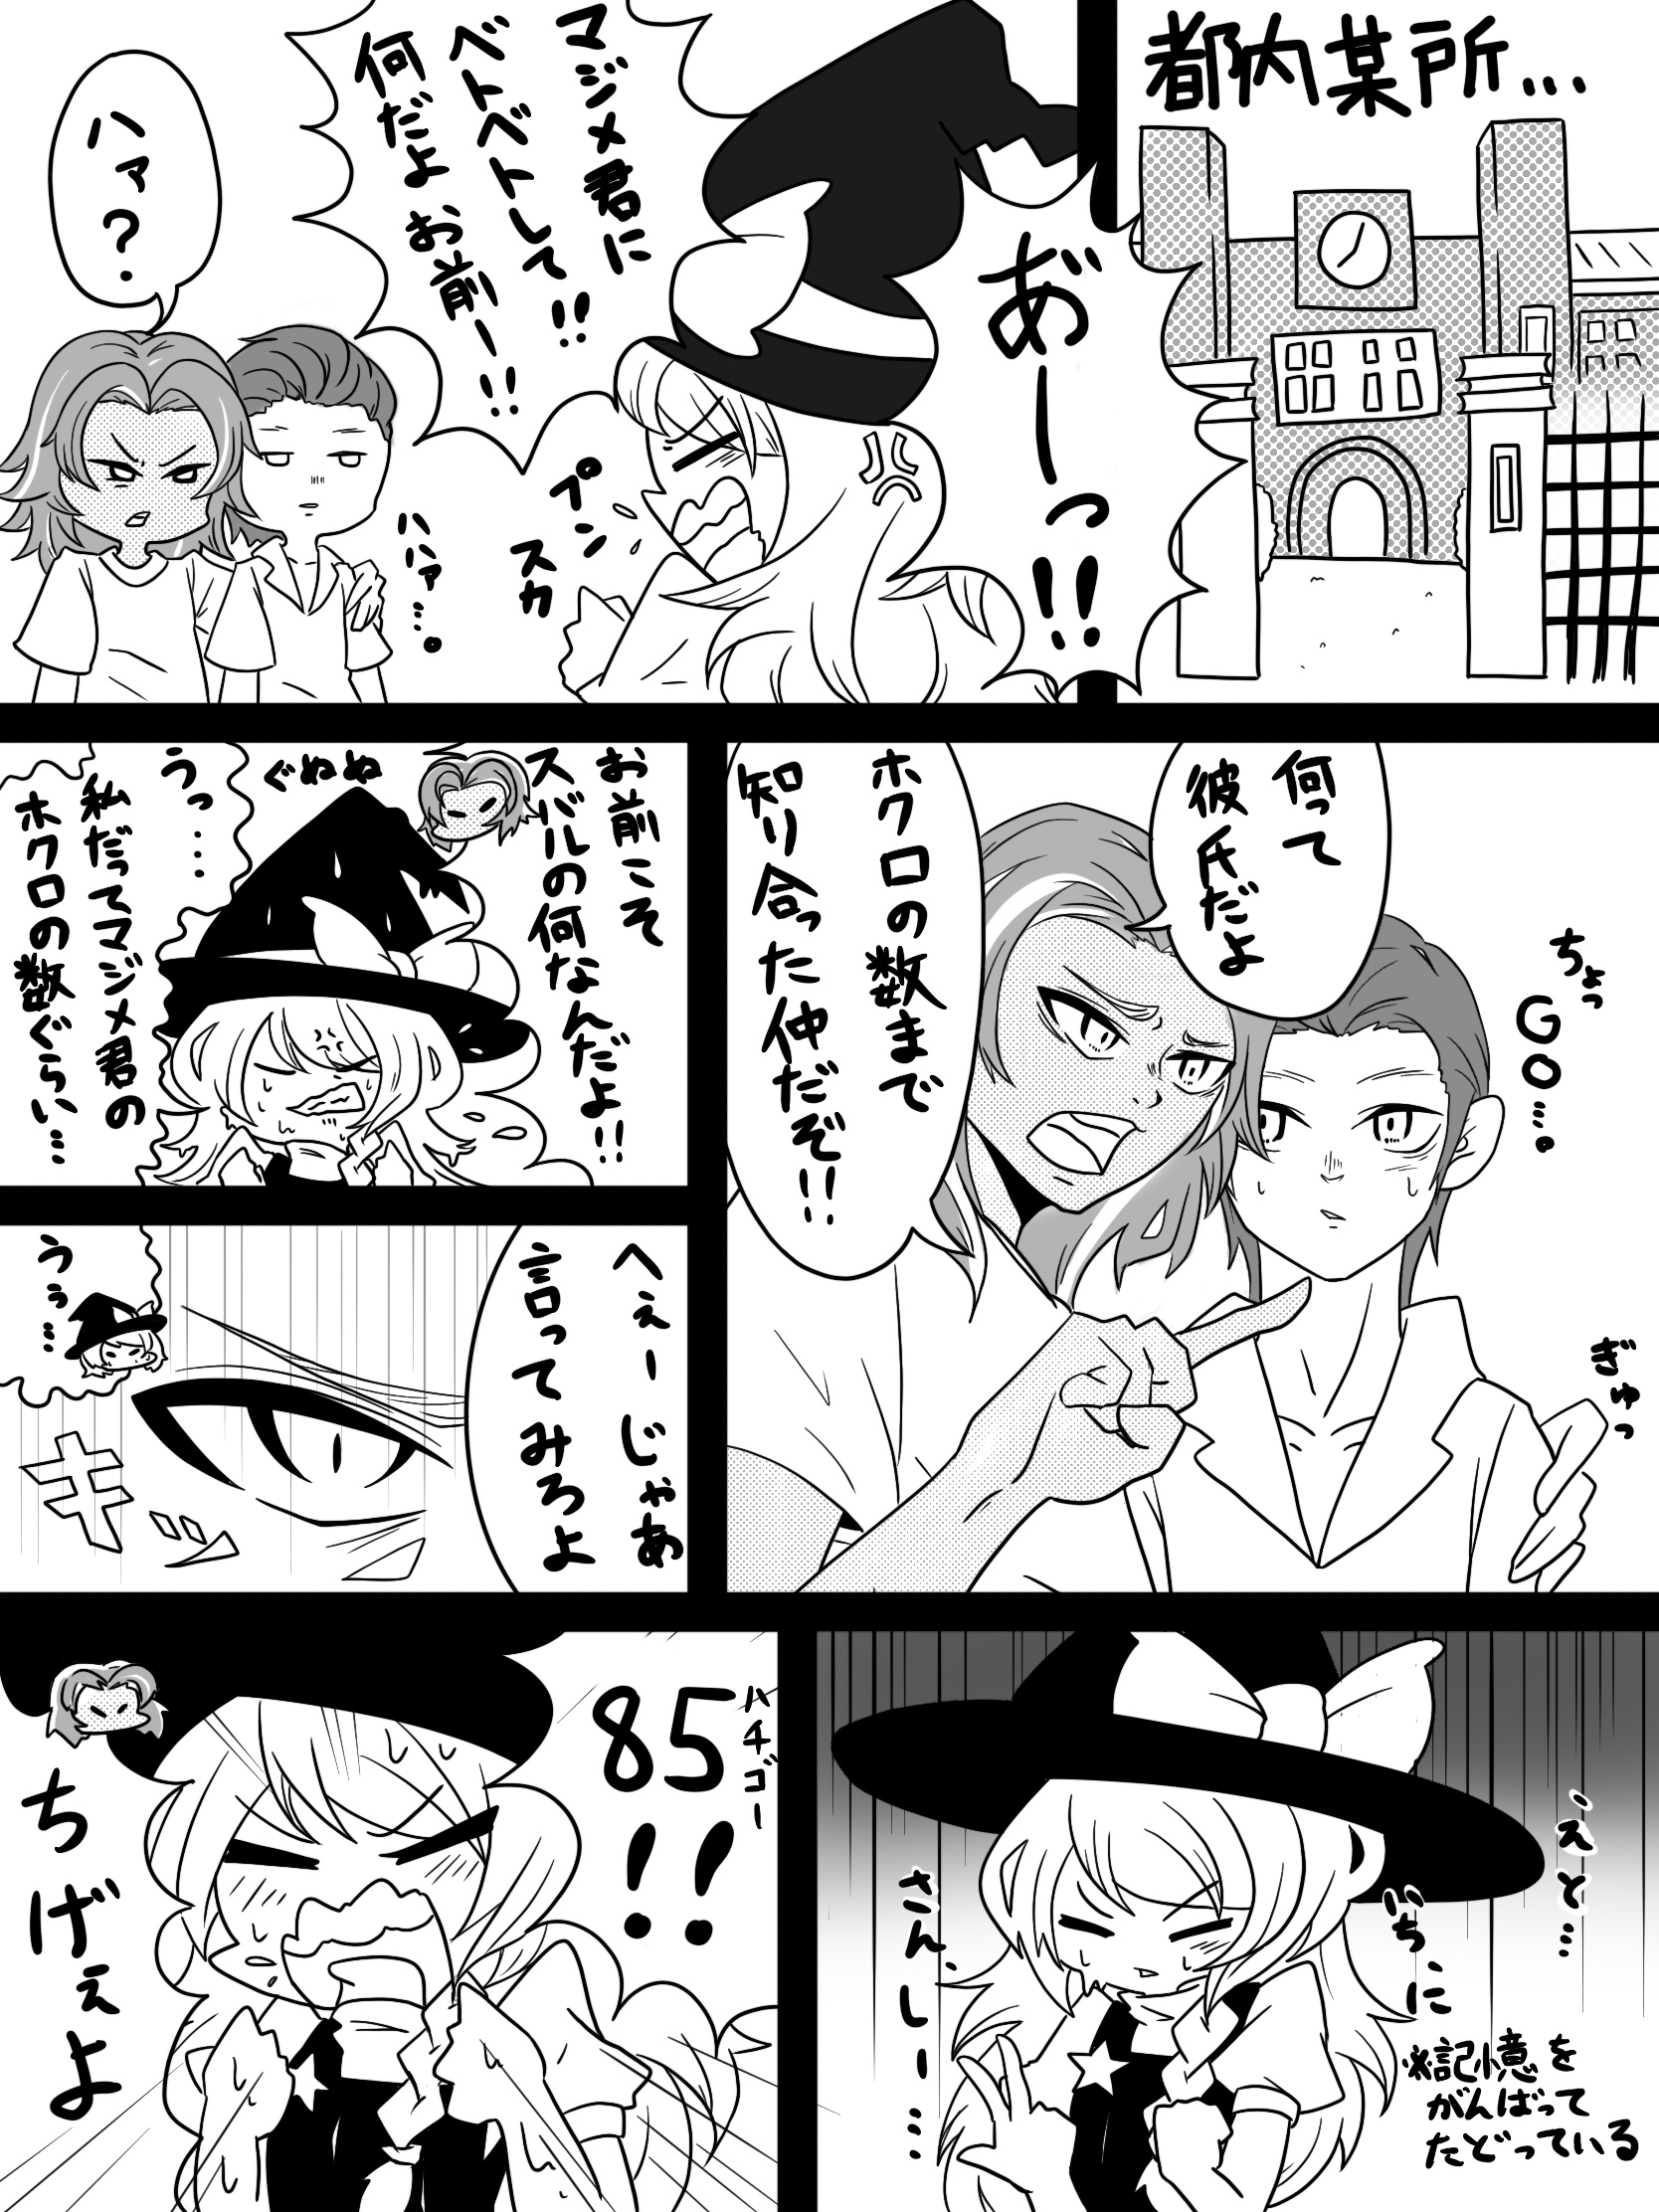 都内某所…
あ゛ーっ!!
マジメ君に
ベトベトして!!
何だよお前ー!!
プン
スカ
ハァ?
ハハァ…。
何って
彼氏だよ
ホクロの数まで
知り合った仲だぞ!!
ちょっ
GO…。
ぎゅっ
お前こそ
スバルの何なんだよ!!
ぐぬぬ
うっ…
私だってマジメ君の
ホクロの数ぐらい…
へぇーじゃあ
言ってみろよ
うぅ…
キッ
えと…
いち、に
さん、しー…
※記憶を
がんばって
たどっている
ハチゴー
85!!
ちげぇよ